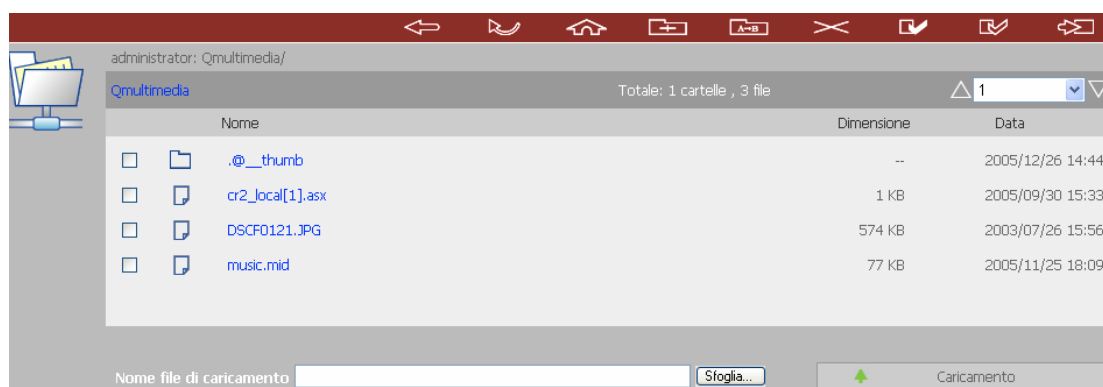 A→B
administrator: Qmultimedia/
Qmultimedia Totale: 1 cartelle , 3 file 1
Nome Dimensione Data
.@__thumb -- 2005/12/26 14:44
cr2_local[1].asx 1 KB 2005/09/30 15:33
DSCF0121.JPG 574 KB 2003/07/26 15:56
music.mid 77 KB 2005/11/25 18:09
Nome file di caricamento Sfoglia... Caricamento